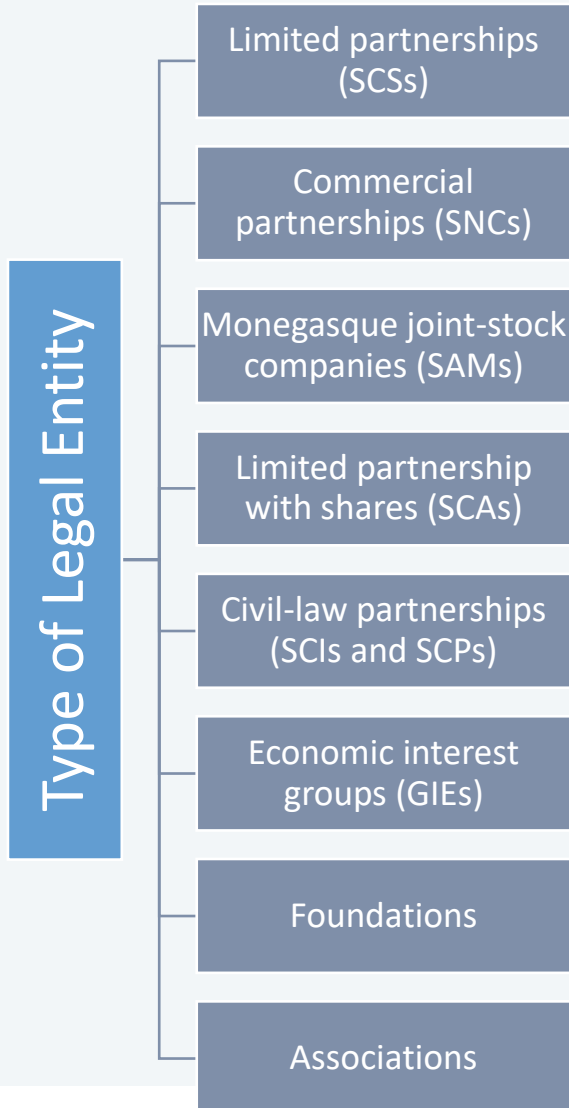 Type of Legal Entity
Limited partnerships
(SCSs)
Commercial
partnerships (SNCs)
Monegasque joint-stock
companies (SAMs)
Limited partnership
with shares (SCAs)
Civil-law partnerships
(SCIs and SCPs)
Economic interest
groups (GIEs)
Foundations
Associations